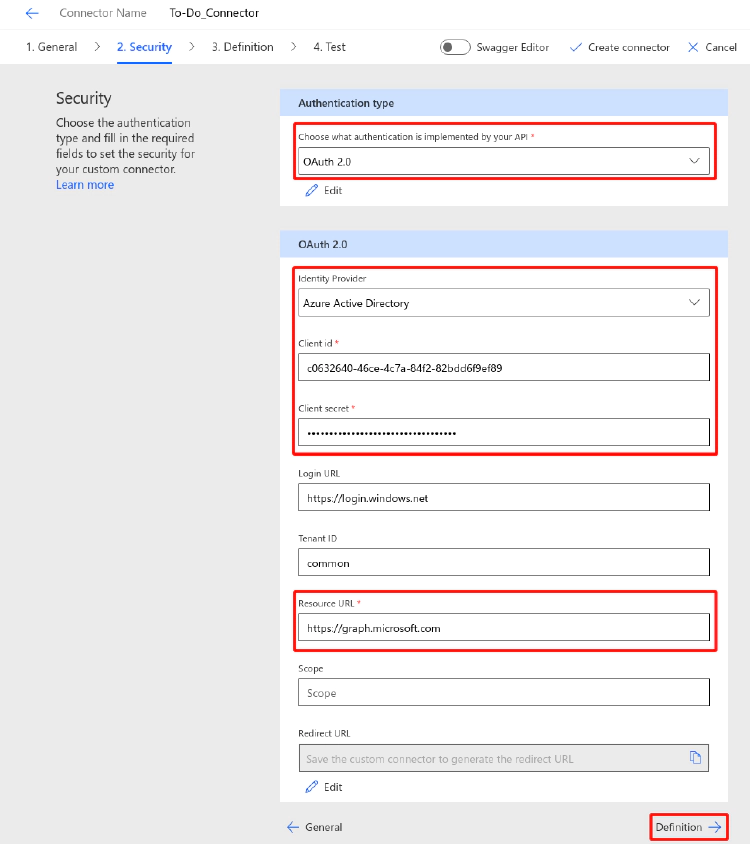 Connector Name To-Do_Connector
1. General 2. Security 3. Definition 4. Test Swagger Editor Create connector Cancel
Security
Choose the authentication
type and fill in the required
fields to set the security for
your custom connector.
Learn more
Authentication type
Choose what authentication is implemented by your API *
OAuth 2.0
Edit
OAuth 2.0
Identity Provider
Azure Active Directory
Client id *
c0632640-46ce-4c7a-84f2-82bdd6f9ef89
Client secret *
••••••••••••••••••••••••••••••••••
Login URL
https://login.windows.net
Tenant ID
common
Resource URL *
https://graph.microsoft.com
Scope
Scope
Redirect URL
Save the custom connector to generate the redirect URL
Edit
General Definition